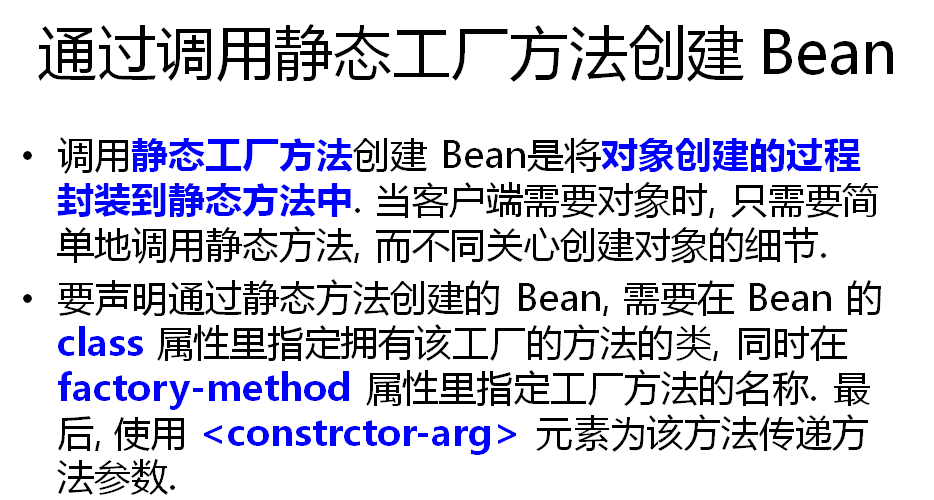 通过调用静态工厂方法创建 Bean
• 调用静态工厂方法创建 Bean是将对象创建的过程
封装到静态方法中. 当客户端需要对象时, 只需要简
单地调用静态方法, 而不同关心创建对象的细节.
• 要声明通过静态方法创建的 Bean, 需要在 Bean 的
class 属性里指定拥有该工厂的方法的类, 同时在
factory-method 属性里指定工厂方法的名称. 最
后, 使用 <constrctor-arg> 元素为该方法传递方
法参数.